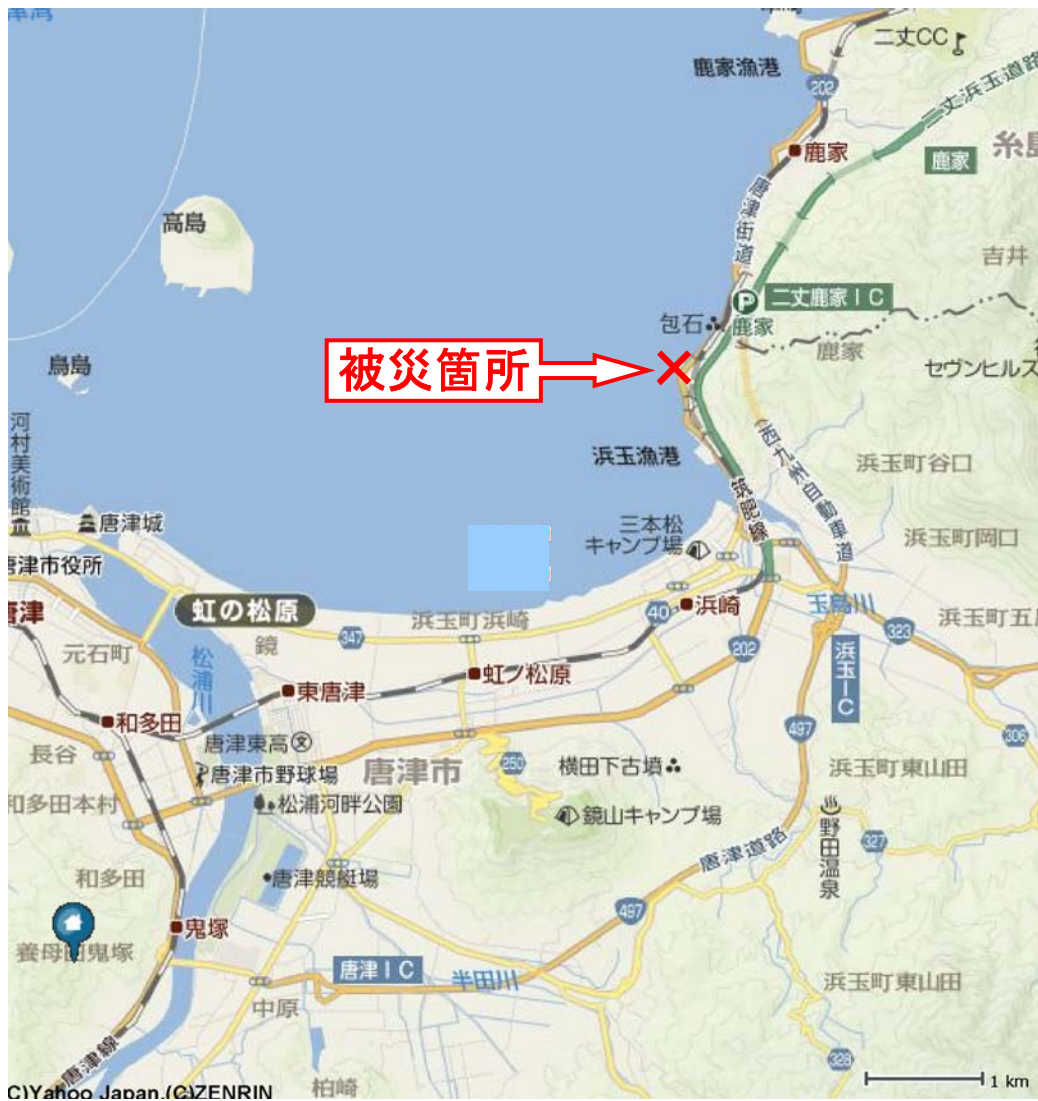 津湾
二丈CC
鹿家漁港
202
二丈浜玉道路
鹿家
鹿家
糸島
唐津街道
高島
吉井
P
二丈鹿家IC
包石
鹿家
鹿家
鳥島
被災箇所
セヴンヒルズ
河村美術館
浜玉漁港
浜玉町谷口
筑肥線
西九州自動車道
唐津城
三本松
キャンプ場
浜玉町岡口
津市役所
唐津
虹の松原
浜玉町浜崎
40
浜崎
玉島川
浜玉町五
347
鏡
323
元石町
松浦川
202
浜玉IC
虹ノ松原
東唐津
和多田
497
306
唐津東高
文
長谷
250
横田下古墳
唐津市野球場
唐津市
浜玉町東山田
和多田本村
松浦河畔公園
鏡山キャンプ場
野田温泉
327
唐津道路
和多田
唐津競艇場
497
鬼塚
養母田鬼塚
唐津IC
半田川
浜玉町東山田
中原
唐津線
328
柏崎
1 km
C)Yahoo Japan,(C)ZENRIN